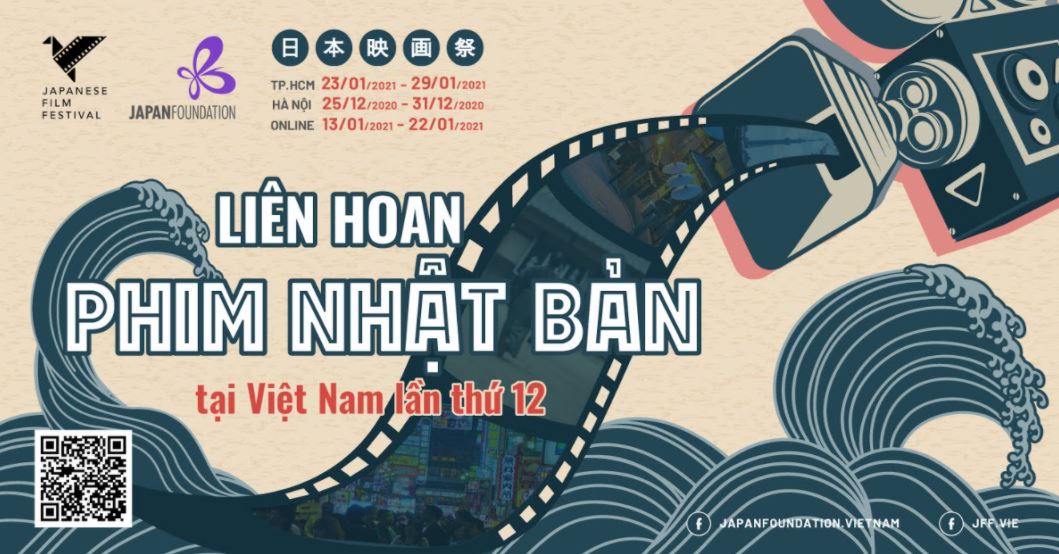 JAPANESE
FILM
FESTIVAL
JAPANFOUNDATION
日本映画祭
TP.HCM 23/01/2021 - 29/01/2021
HÀ NỘI 25/12/2020 - 31/12/2020
ONLINE 13/01/2021 - 22/01/2021
LIÊN HOAN
PHIM NHẬT BẢN
tại Việt Nam lần thứ 12
JAPANFOUNDATION.VIETNAM
JFF.VIE